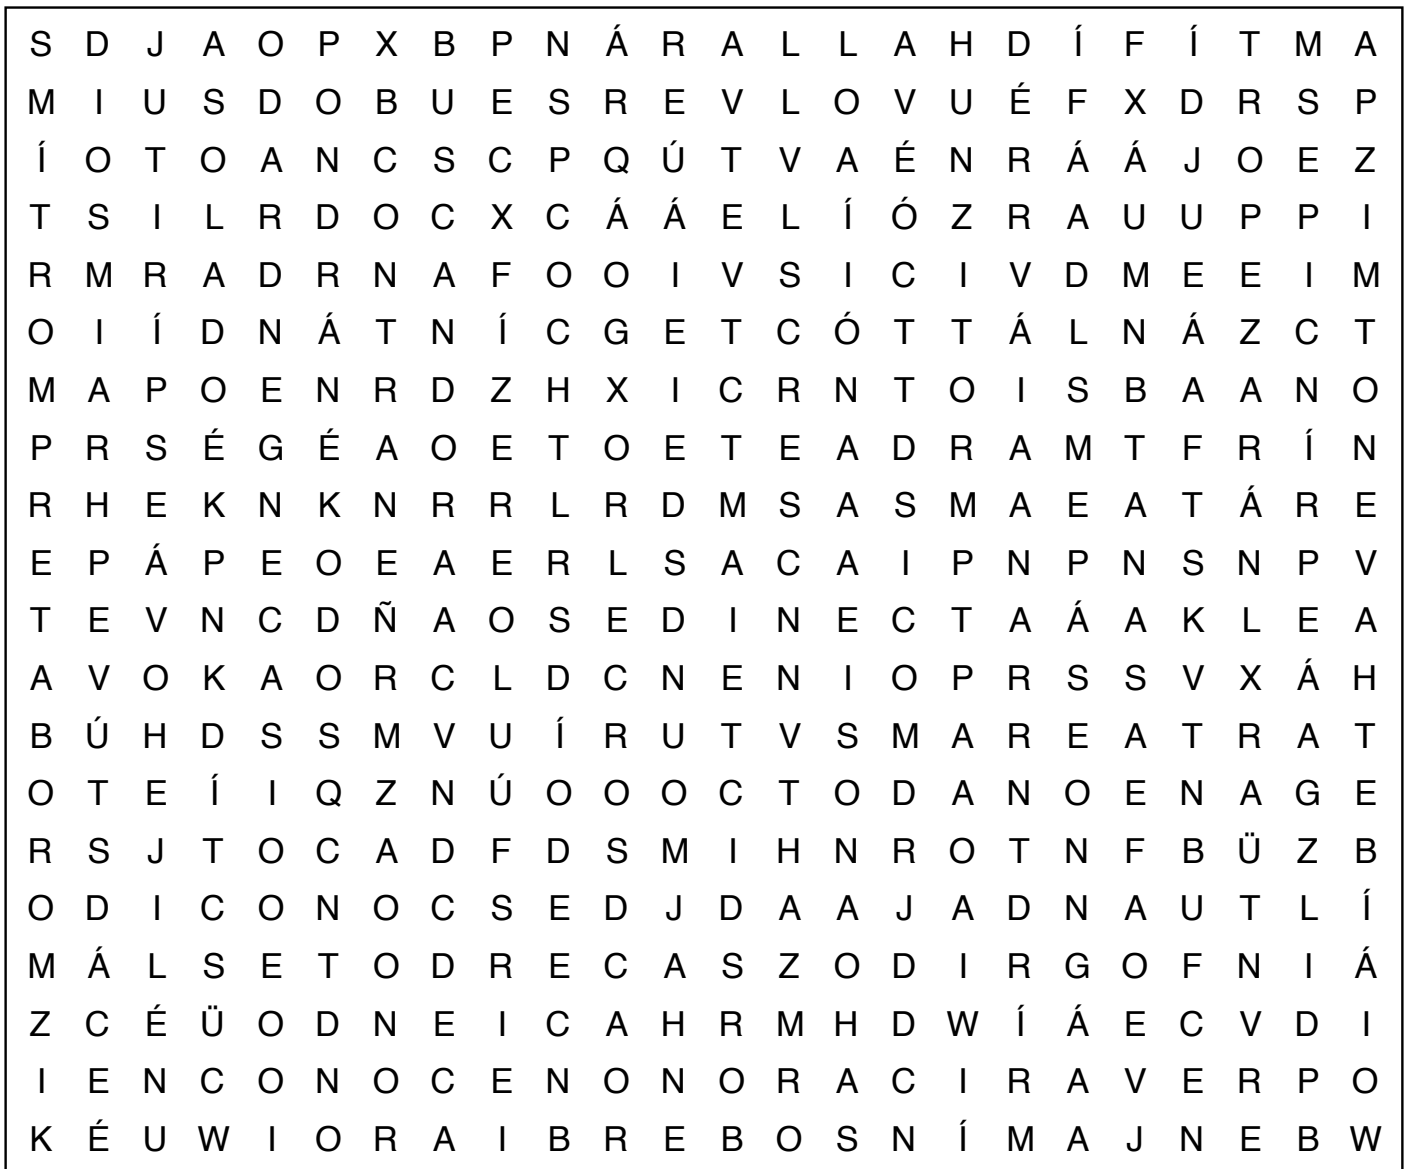 S D J A O P X B P N Á R A L L A H D Í F Í T M A
M I U S D O B U E S R E V L O V U É F X D R S P
Í O T O A N C S C P Q Ú T V A É N R Á Á J O E Z
T S I L R D O C X C Á Á E L Í Ó Z R A U U P P I
R M R A D R N A F O O I V S I C I V D M E E I M
O I Í D N Á T N Í C G E T C Ó T T Á L N Á Z C T
M A P O E N R D Z H X I C R N T O I S B A A N O
P R S É G É A O E T O E T E A D R A M T F R Í N
R H E K N K N R R L R D M S A S M A E A T Á R E
E P Á P E O E A E R L S A C A I P N P N S N P V
T E V N C D Ñ A O S E D I N E C T A Á A K L E A
A V O K A O R C L D C N E N I O P R S S V X Á H
B Ú H D S S M V U Í R U T V S M A R E A T R A T
O T E Í I Q Z N Ú O O O C T O D A N O E N A G E
R S J T O C A D F D S M I H N R O T N F B Ü Z B
O D I C O N O C S E D J D A A J A D N A U T L Í
M Á L S E T O D R E C A S Z O D I R G O F N I Á
Z C É Ü O D N E I C A H R M H D W Í Á E C V D I
I E N C O N O C E N O N O R A C I R A V E R P O
K É U W I O R A I B R E B O S N Í M A J N E B W